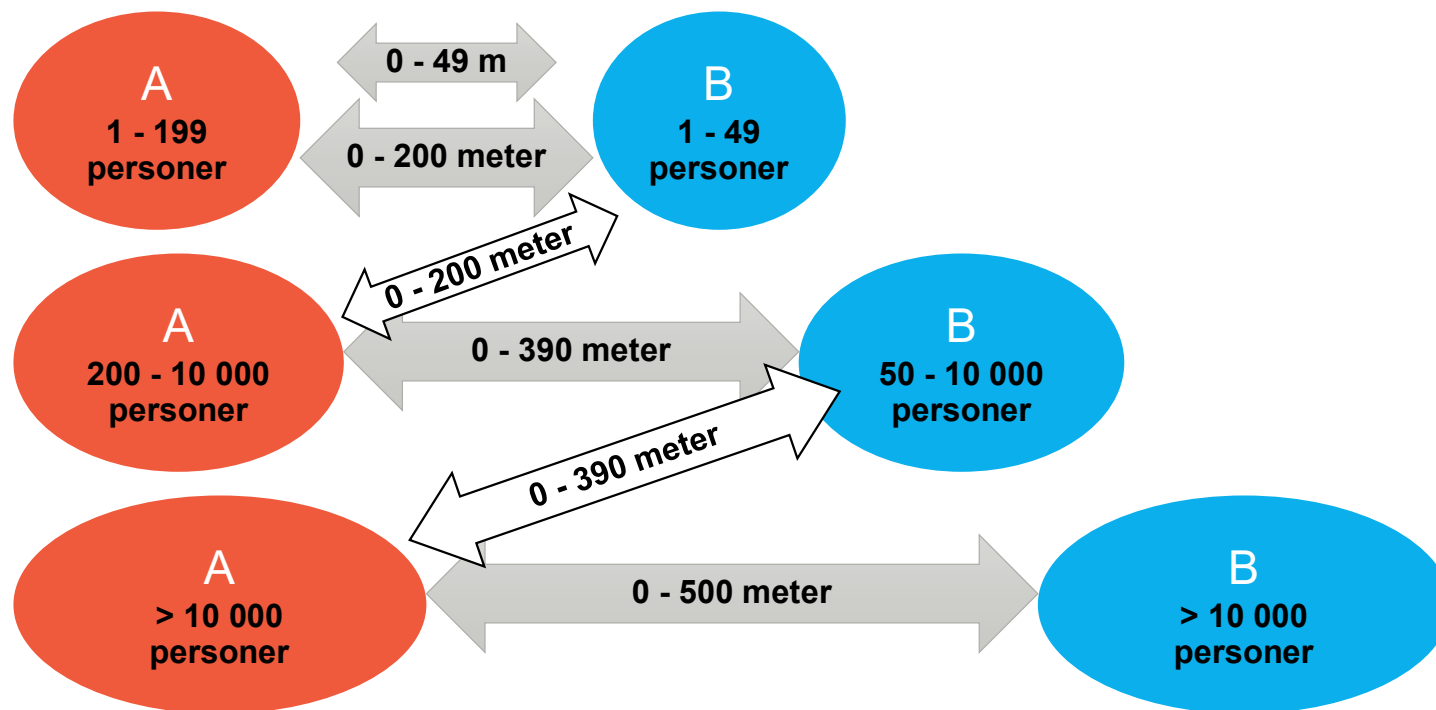 A
1 - 199
personer
0 - 49 m
0 - 200 meter
B
1 - 49
personer
0 - 200 meter
A
200 - 10 000
personer
0 - 390 meter
B
50 - 10 000
personer
0 - 390 meter
A
> 10 000
personer
0 - 500 meter
B
> 10 000
personer